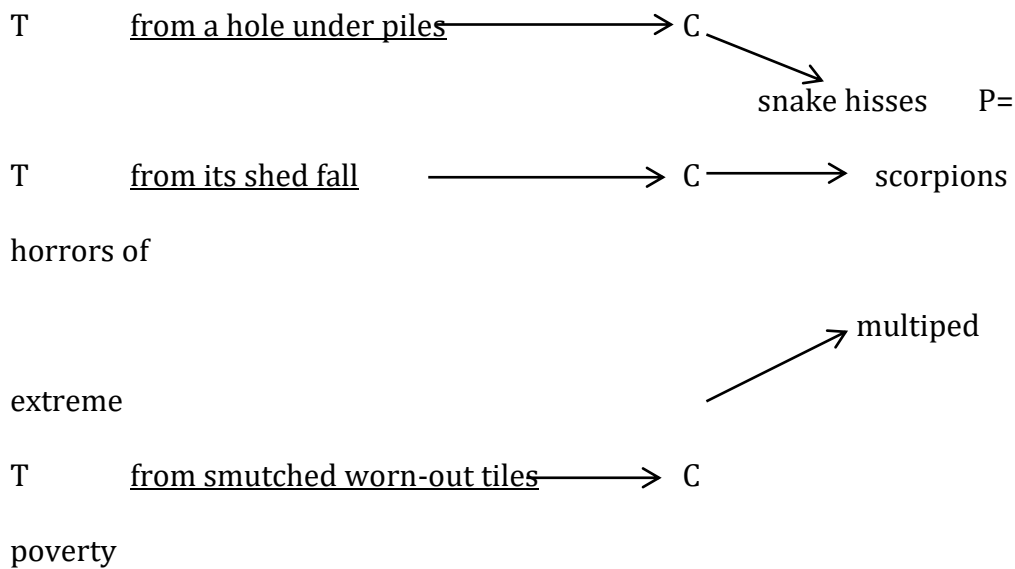 T from a hole under piles C
snake hisses P=
T from its shed fall C scorpions
horrors of
multiped
extreme
T from smutched worn-out tiles C
poverty